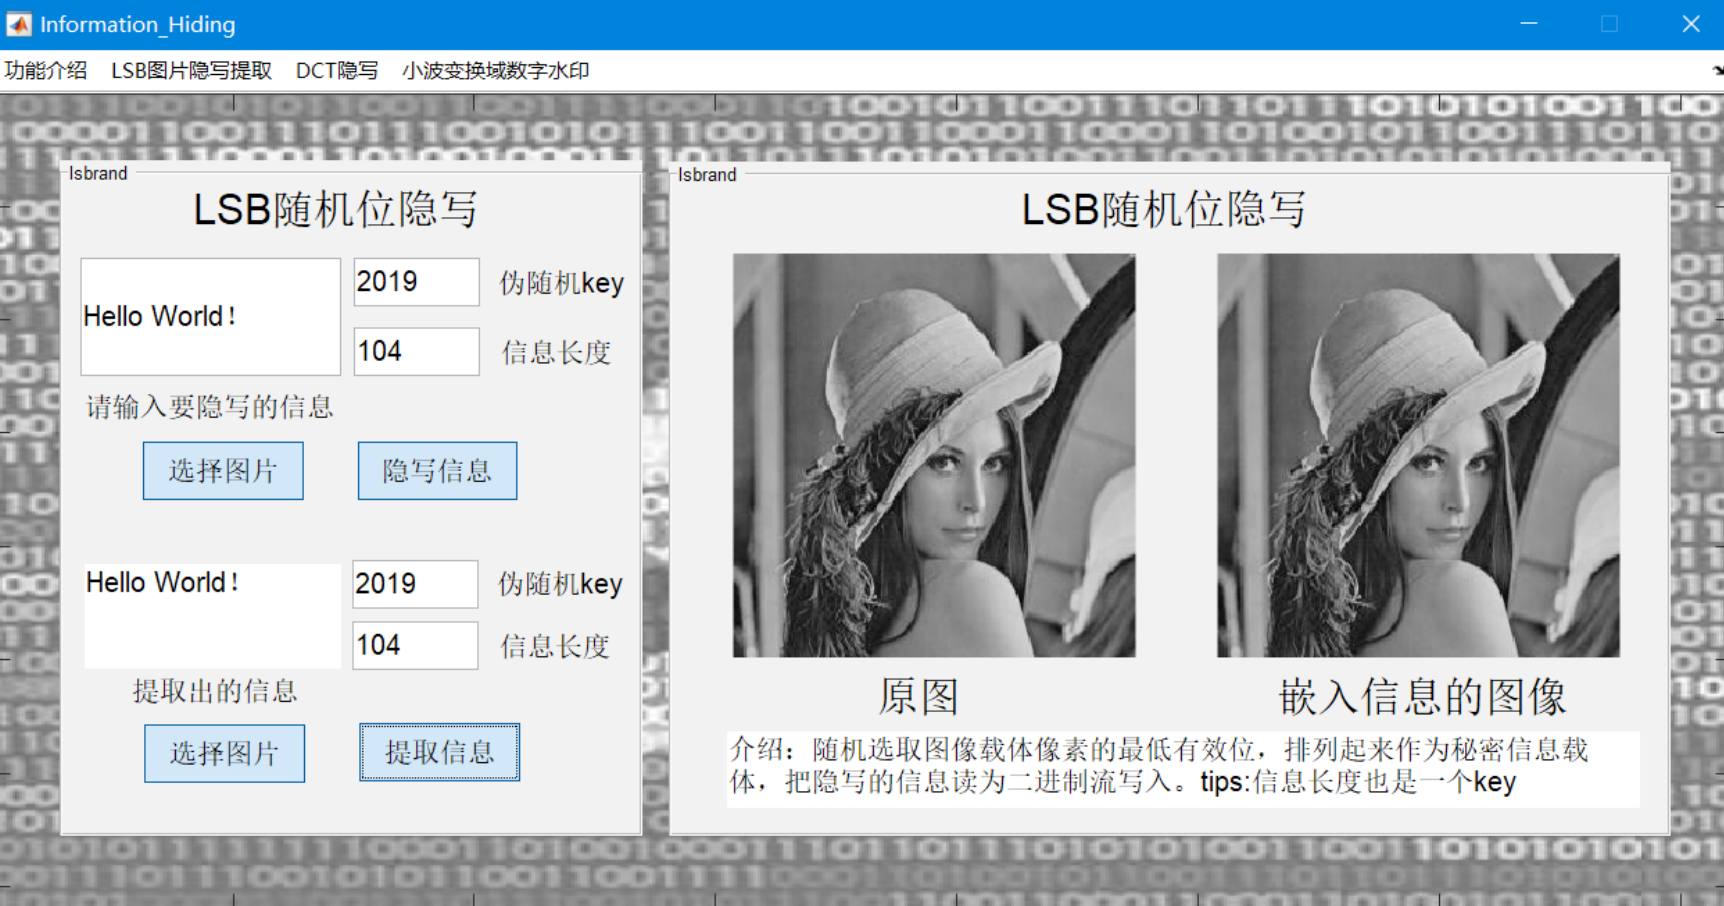 Information_Hiding
功能介绍 LSB图片隐写提取 DCT隐写 小波变换域数字水印
lsbrand
LSB随机位隐写
Hello World！
2019 伪随机key
104 信息长度
请输入要隐写的信息
选择图片 隐写信息
Hello World！
2019 伪随机key
104 信息长度
提取出的信息
选择图片 提取信息
lsbrand
LSB随机位隐写
原图 嵌入信息的图像
介绍：随机选取图像载体像素的最低有效位，排列起来作为秘密信息载
体，把隐写的信息读为二进制流写入。tips:信息长度也是一个key